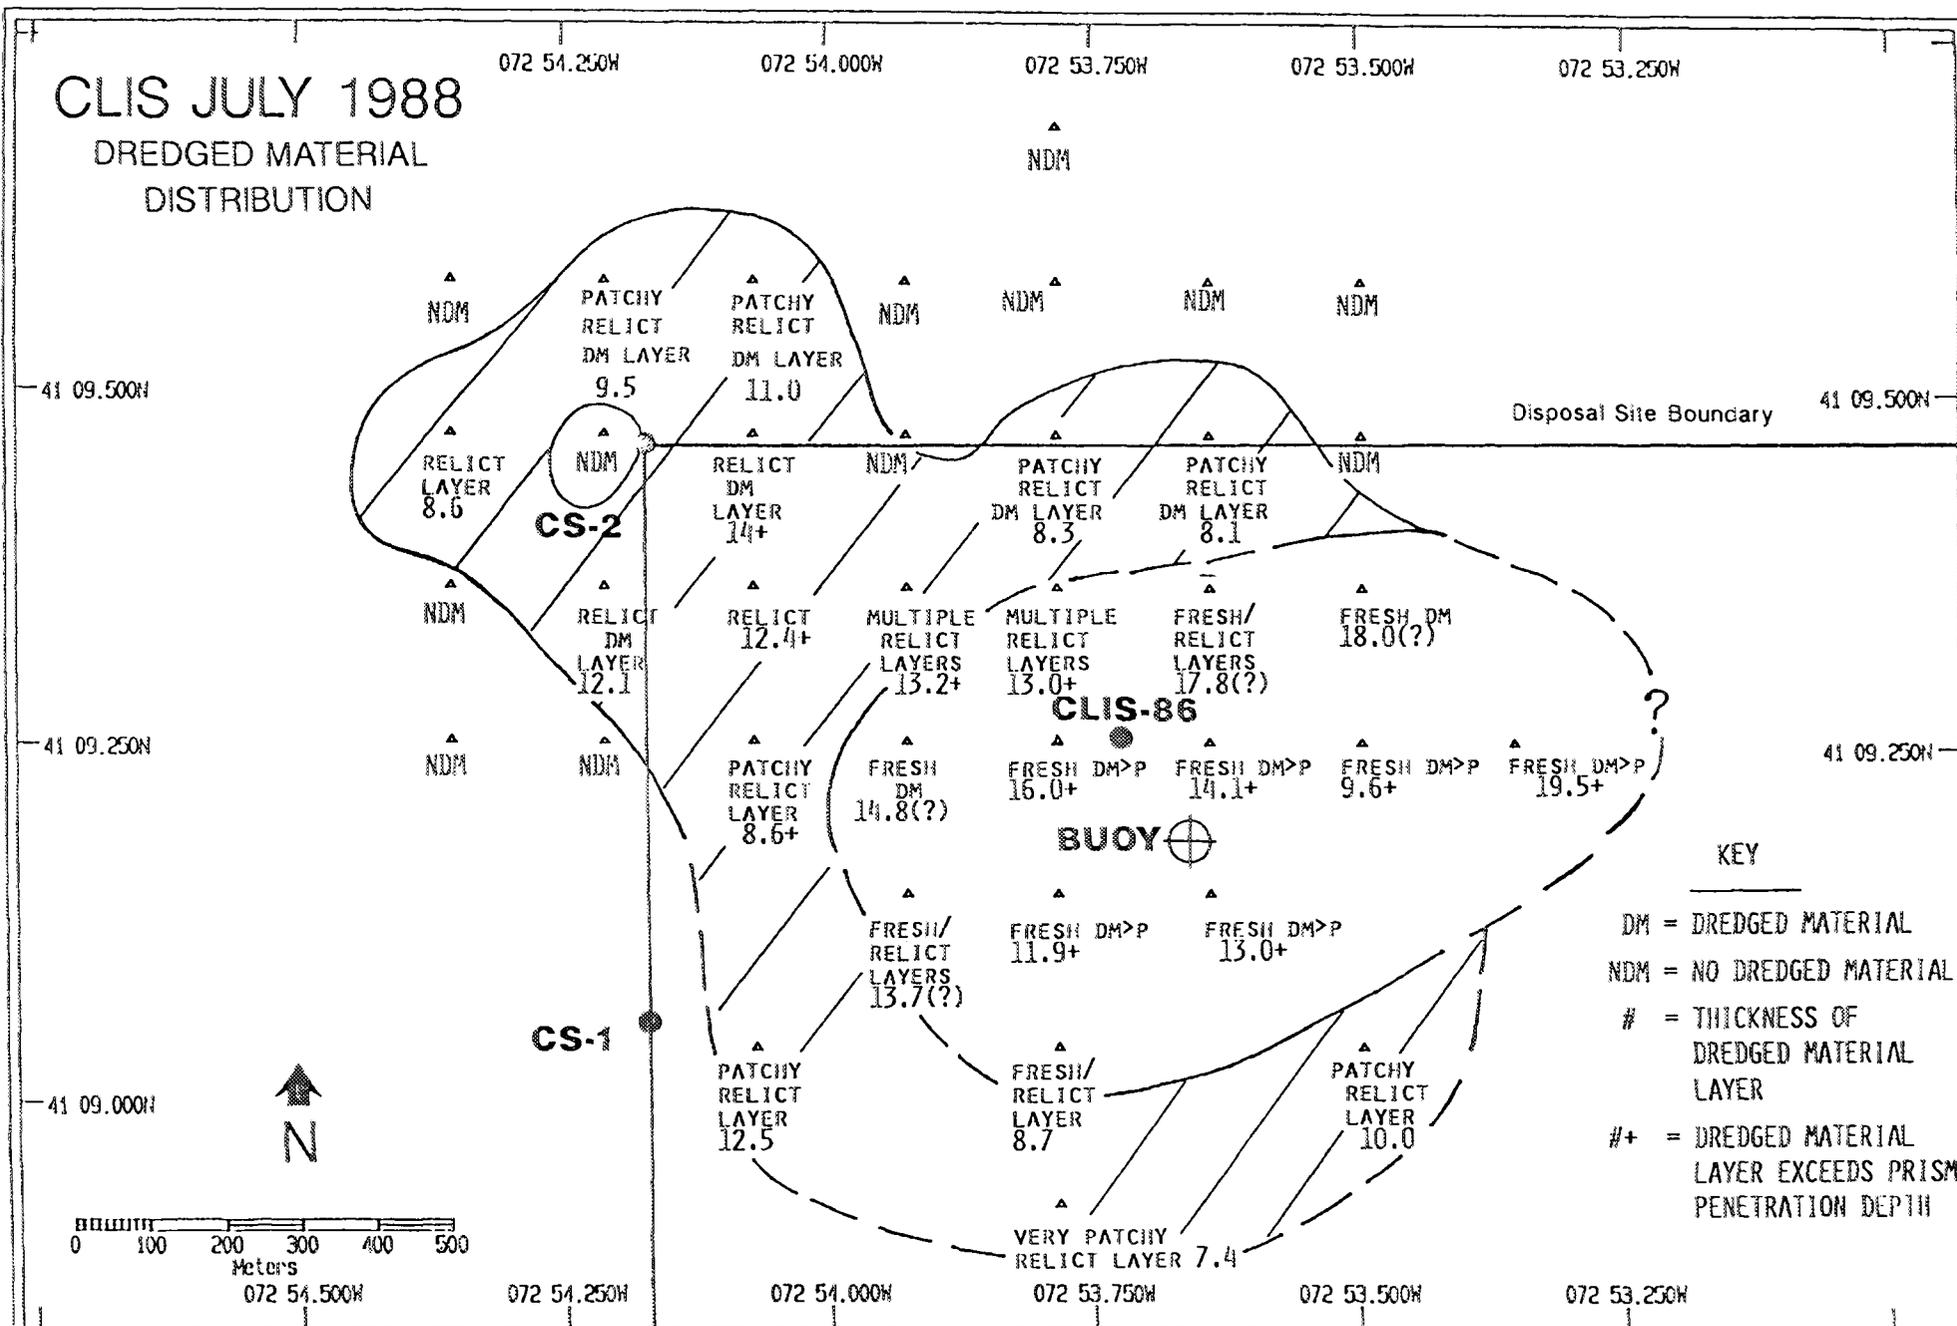 072 54.250W 072 54.000W 072 53.750W 072 53.500W 072 53.250W
CLIS JULY 1988
DREDGED MATERIAL
DISTRIBUTION
NDM
NDM
PATCHY
RELICT
DM LAYER
9.5
PATCHY
RELICT
DM LAYER
11.0
NDM
NDM
NDM
NDM
41 09.500N
Disposal Site Boundary
41 09.500N
RELICT
LAYER
8.6
NDM
CS-2
RELICT
DM
LAYER
14+
NDM
PATCHY
RELICT
DM LAYER
8.3
PATCHY
RELICT
DM LAYER
8.1
NDM
NDM
RELICT
DM
LAYER
12.1
RELICT
12.4+
MULTIPLE
RELICT
LAYERS
13.2+
MULTIPLE
RELICT
LAYERS
13.0+
FRESH/
RELICT
LAYERS
17.8(?)
FRESH DM
18.0(?)
?
CLIS-86
41 09.250N
41 09.250N
NDM
NDM
PATCHY
RELICT
LAYER
8.6+
FRESH
DM
14.8(?)
FRESH DM>P
16.0+
FRESH DM>P
14.1+
FRESH DM>P
9.6+
FRESH DM>P
19.5+
BUOY
FRESH/
RELICT
LAYERS
13.7(?)
FRESH DM>P
11.9+
FRESH DM>P
13.0+
CS-1
PATCHY
RELICT
LAYER
12.5
FRESH/
RELICT
LAYER
8.7
PATCHY
RELICT
LAYER
10.0
VERY PATCHY
RELICT LAYER 7.4
41 09.000N
N
KEY
DM = DREDGED MATERIAL
NDM = NO DREDGED MATERIAL
# = THICKNESS OF
DREDGED MATERIAL
LAYER
#+ = DREDGED MATERIAL
LAYER EXCEEDS PRISM
PENETRATION DEPTH
0 100 200 300 400 500
Meters
072 54.500W 072 54.250W 072 54.000W 072 53.750W 072 53.500W 072 53.250W